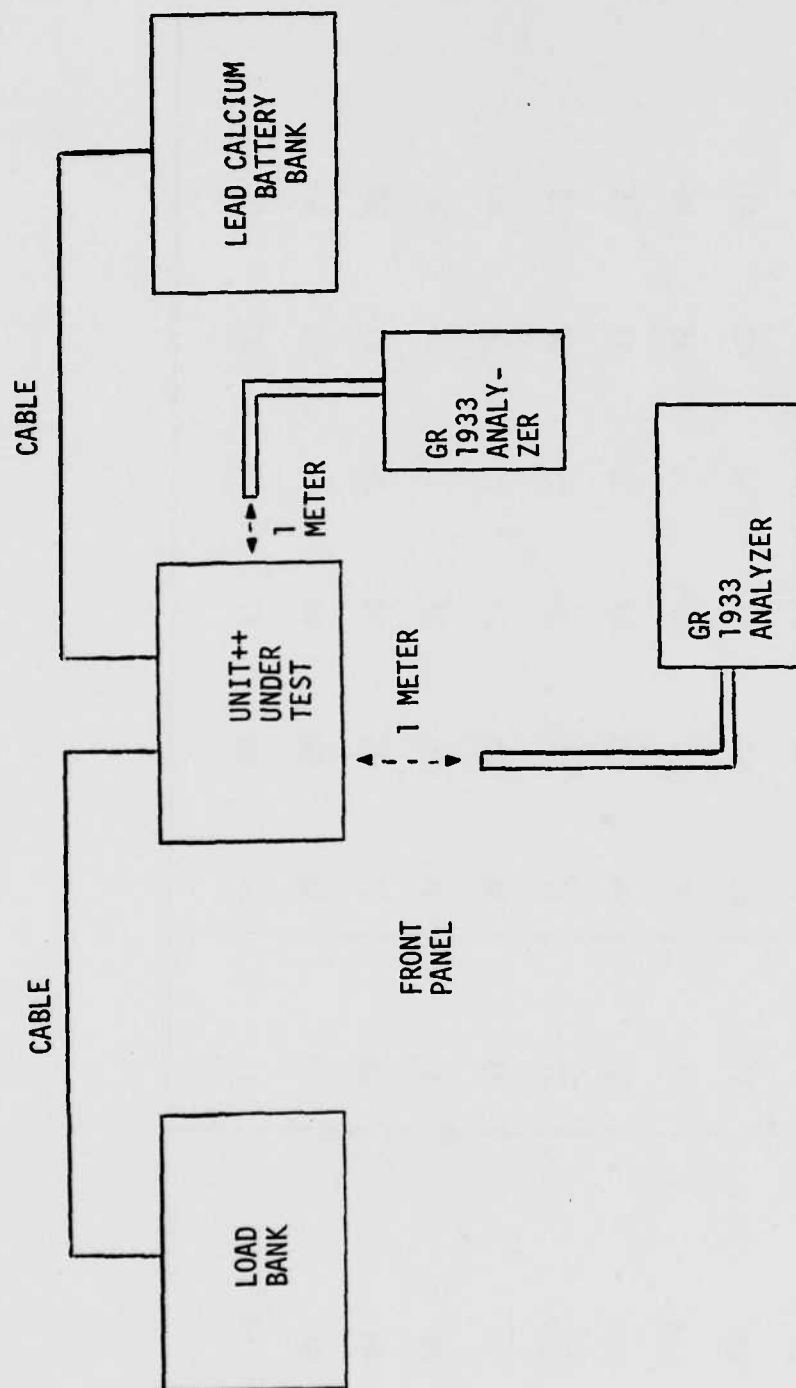 CABLE
CABLE
LOAD
BANK
UNIT++
UNDER
TEST
LEAD CALCIUM
BATTERY
BANK
1
METER
GR
1933
ANALY-
ZER
1 METER
FRONT
PANEL
GR
1933
ANALYZER